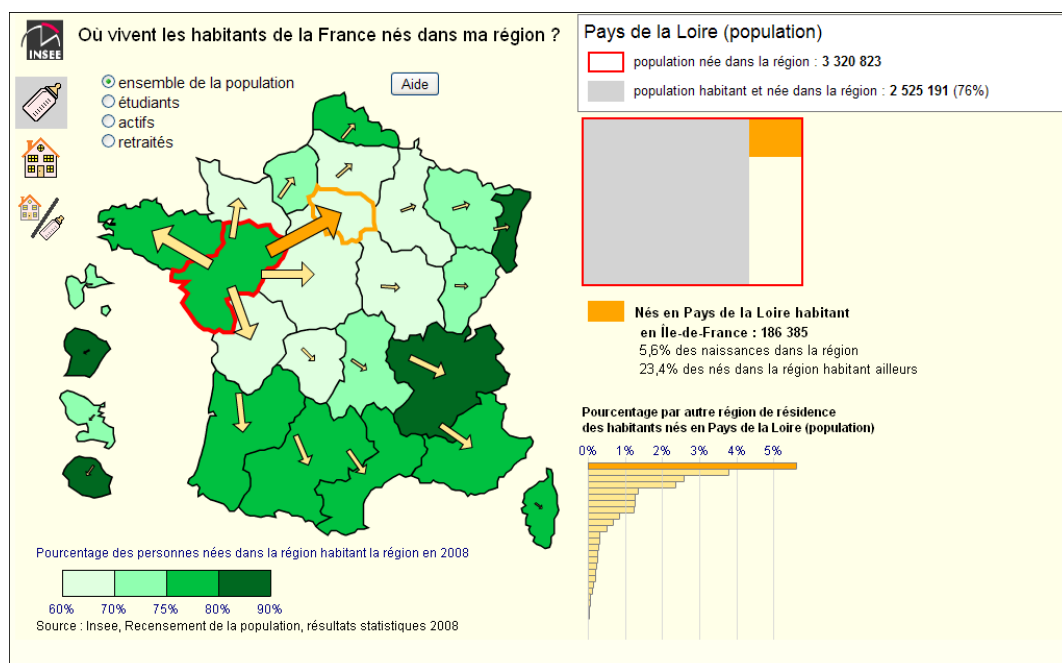 INSEE
Où vivent les habitants de la France nés dans ma région ?
ensemble de la population
étudiants
actifs
retraités
Aide
Pourcentage des personnes nées dans la région habitant la région en 2008
60% 70% 75% 80% 90%
Source : Insee, Recensement de la population, résultats statistiques 2008
Pays de la Loire (population)
population née dans la région : 3 320 823
population habitant et née dans la région : 2 525 191 (76%)
Nés en Pays de la Loire habitant
en Île-de-France : 186 385
5,6% des naissances dans la région
23,4% des nés dans la région habitant ailleurs
Pourcentage par autre région de résidence
des habitants nés en Pays de la Loire (population)
0% 1% 2% 3% 4% 5%